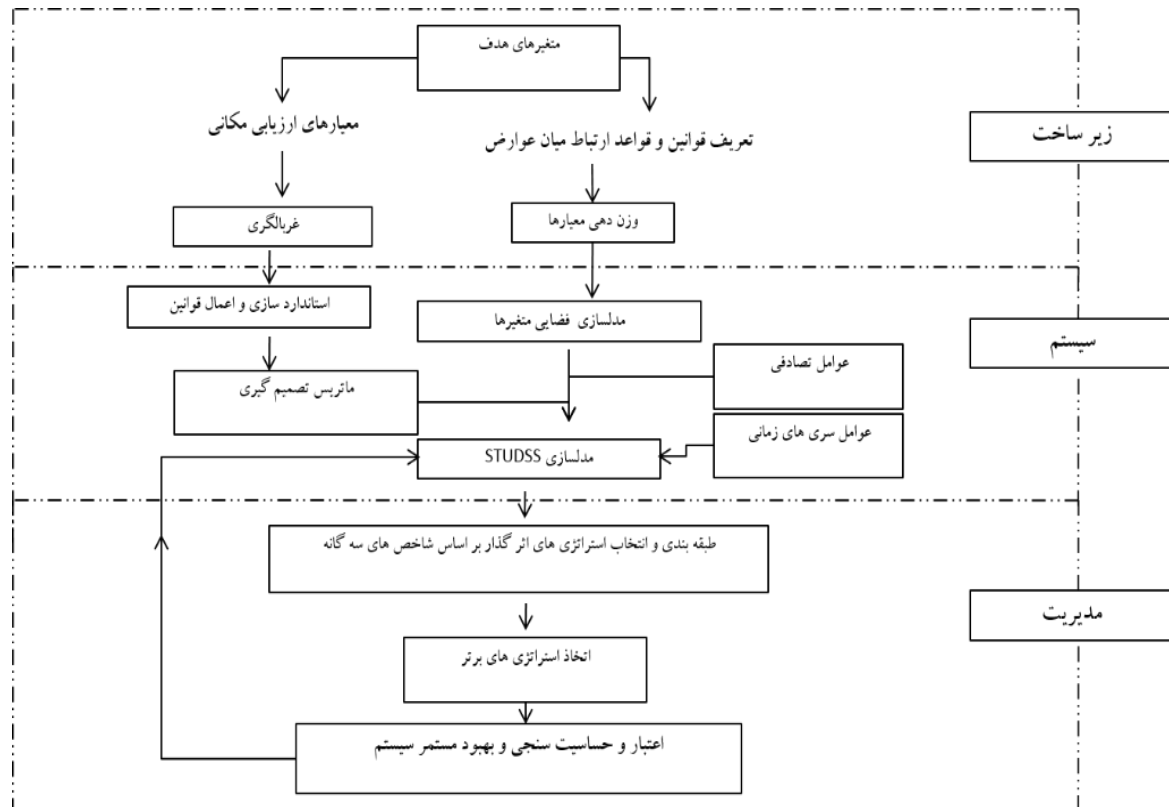 متغیرهای هدف
معیارهای ارزیابی مکانی
تعریف قوانین و قواعد ارتباط میان عوارض
زیر ساخت
غربالگری
وزن دهی معیارها
استاندارد سازی و اعمال قوانین
مدلسازی فضایی متغیرها
سیستم
عوامل تصادفی
ماتریس تصمیم گیری
عوامل سری های زمانی
مدلسازی STUDSS
طبقه بندی و انتخاب استراتژی های اثر گذار بر اساس شاخص های سه گانه
مدیریت
اتخاذ استراتژی های برتر
اعتبار و حساسیت سنجی و بهبود مستمر سیستم